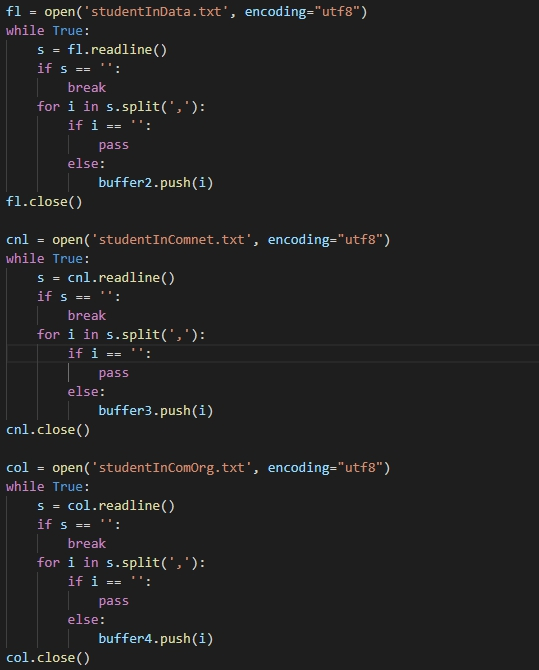 fl = open('studentInData.txt', encoding="utf8")
while True:
    s = fl.readline()
    if s == '':
        break
    for i in s.split(','):
        if i == '':
            pass
        else:
            buffer2.push(i)
fl.close()

cnl = open('studentInComnet.txt', encoding="utf8")
while True:
    s = cnl.readline()
    if s == '':
        break
    for i in s.split(','):
        if i == '':
            pass
        else:
            buffer3.push(i)
cnl.close()

col = open('studentInComOrg.txt', encoding="utf8")
while True:
    s = col.readline()
    if s == '':
        break
    for i in s.split(','):
        if i == '':
            pass
        else:
            buffer4.push(i)
col.close()